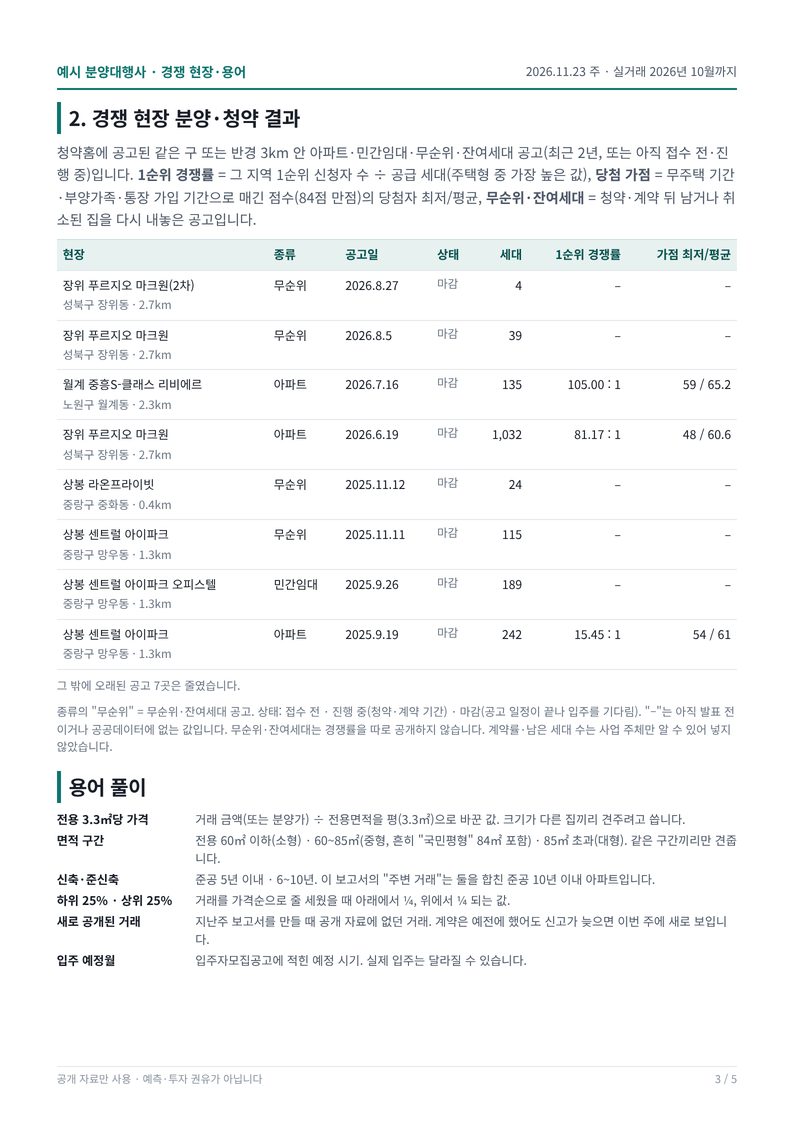 예시 분양대행사 · 경쟁 현장·용어
2026.11.23 주 · 실거래 2026년 10월까지
2. 경쟁 현장 분양·청약 결과
청약홈에 공고된 같은 구 또는 반경 3km 안 아파트·민간임대·무순위·잔여세대 공고(최근 2년, 또는 아직 접수 전·진
행 중)입니다. 1순위 경쟁률 = 그 지역 1순위 신청자 수 ÷ 공급 세대(주택형 중 가장 높은 값), 당첨 가점 = 무주택 기간
·부양가족·통장 가입 기간으로 매긴 점수(84점 만점)의 당첨자 최저/평균, 무순위·잔여세대 = 청약·계약 뒤 남거나 취
소된 집을 다시 내놓은 공고입니다.
현장 종류 공고일 상태 세대 1순위 경쟁률 가점 최저/평균
장위 푸르지오 마크원(2차) 무순위 2026.8.27 마감 4 – –
성북구 장위동 · 2.7km
장위 푸르지오 마크원 무순위 2026.8.5 마감 39 – –
성북구 장위동 · 2.7km
월계 중흥S-클래스 리비에르 아파트 2026.7.16 마감 135 105.00 : 1 59 / 65.2
노원구 월계동 · 2.3km
장위 푸르지오 마크원 아파트 2026.6.19 마감 1,032 81.17 : 1 48 / 60.6
성북구 장위동 · 2.7km
상봉 라온프라이빗 무순위 2025.11.12 마감 24 – –
중랑구 중화동 · 0.4km
상봉 센트럴 아이파크 무순위 2025.11.11 마감 115 – –
중랑구 망우동 · 1.3km
상봉 센트럴 아이파크 오피스텔 민간임대 2025.9.26 마감 189 – –
중랑구 망우동 · 1.3km
상봉 센트럴 아이파크 아파트 2025.9.19 마감 242 15.45 : 1 54 / 61
중랑구 망우동 · 1.3km
그 밖에 오래된 공고 7곳은 줄였습니다.
종류의 "무순위" = 무순위·잔여세대 공고. 상태: 접수 전 · 진행 중(청약·계약 기간) · 마감(공고 일정이 끝나 입주를 기다림). "–"는 아직 발표 전
이거나 공공데이터에 없는 값입니다. 무순위·잔여세대는 경쟁률을 따로 공개하지 않습니다. 계약률·남은 세대 수는 사업 주체만 알 수 있어 넣지
않았습니다.
용어 풀이
전용 3.3㎡당 가격 거래 금액(또는 분양가) ÷ 전용면적을 평(3.3㎡)으로 바꾼 값. 크기가 다른 집끼리 견주려고 씁니다.
면적 구간 전용 60㎡ 이하(소형) · 60~85㎡(중형, 흔히 "국민평형" 84㎡ 포함) · 85㎡ 초과(대형). 같은 구간끼리만 견줍
니다.
신축·준신축 준공 5년 이내 · 6~10년. 이 보고서의 "주변 거래"는 둘을 합친 준공 10년 이내 아파트입니다.
하위 25% · 상위 25% 거래를 가격순으로 줄 세웠을 때 아래에서 ¼, 위에서 ¼ 되는 값.
새로 공개된 거래 지난주 보고서를 만들 때 공개 자료에 없던 거래. 계약은 예전에 했어도 신고가 늦으면 이번 주에 새로 보입니
다.
입주 예정월 입주자모집공고에 적힌 예정 시기. 실제 입주는 달라질 수 있습니다.
공개 자료만 사용 · 예측·투자 권유가 아닙니다
3 / 5